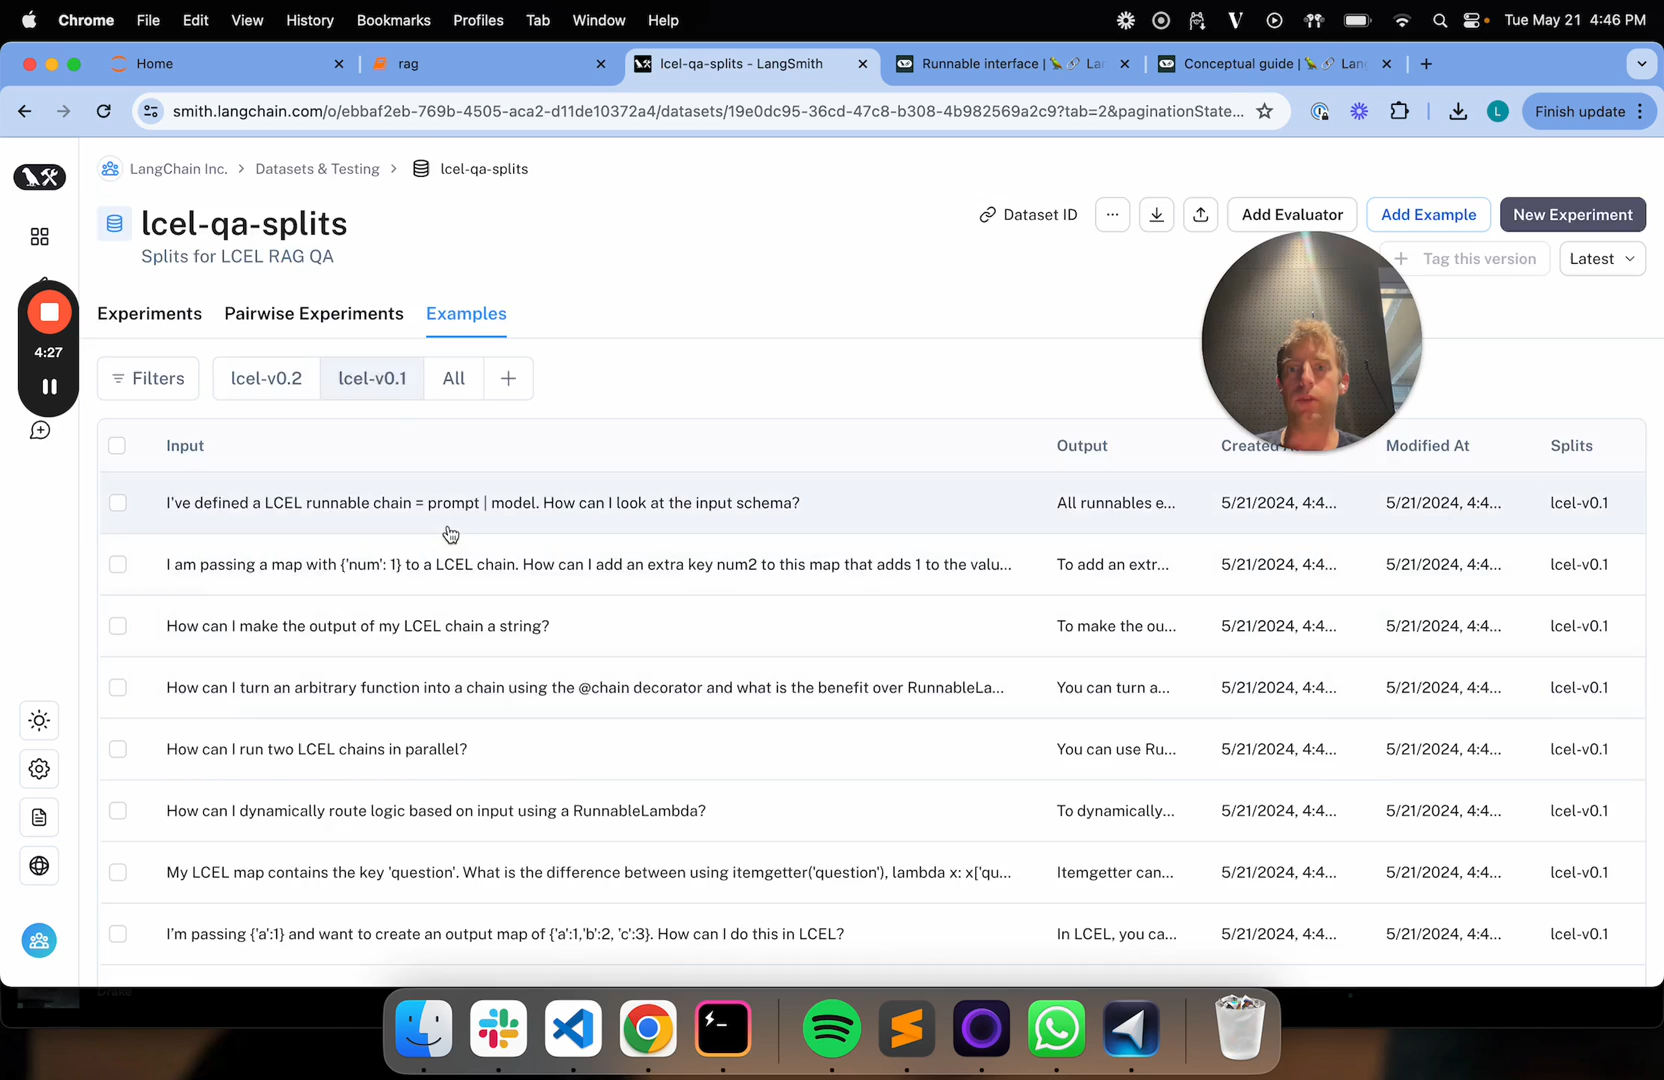 Chrome File Edit View History Bookmarks Profiles Tab Window Help Tue May 21 4:46 PM
Home rag lcel-qa-splits - LangSmith Runnable interface | La Conceptual guide | Lang
smith.langchain.com/o/ebbaf2eb-769b-4505-aca2-d11de10372a4/datasets/19e0dc95-36cd-47c8-b308-4b982569a2c9?tab=2&paginationState... L Finish update
LangChain Inc. > Datasets & Testing > lcel-qa-splits
lcel-qa-splits
Splits for LCEL RAG QA
Dataset ID ... Add Evaluator Add Example New Experiment
+ Tag this version Latest
Experiments Pairwise Experiments Examples
4:27
Filters lcel-v0.2 lcel-v0.1 All +
Input Output Created Modified At Splits
I've defined a LCEL runnable chain = prompt | model. How can I look at the input schema? All runnables e... 5/21/2024, 4:4... 5/21/2024, 4:4... lcel-v0.1
I am passing a map with {'num': 1} to a LCEL chain. How can I add an extra key num2 to this map that adds 1 to the valu... To add an extr... 5/21/2024, 4:4... 5/21/2024, 4:4... lcel-v0.1
How can I make the output of my LCEL chain a string? To make the ou... 5/21/2024, 4:4... 5/21/2024, 4:4... lcel-v0.1
How can I turn an arbitrary function into a chain using the @chain decorator and what is the benefit over RunnableLa... You can turn a... 5/21/2024, 4:4... 5/21/2024, 4:4... lcel-v0.1
How can I run two LCEL chains in parallel? You can use Ru... 5/21/2024, 4:4... 5/21/2024, 4:4... lcel-v0.1
How can I dynamically route logic based on input using a RunnableLambda? To dynamically... 5/21/2024, 4:4... 5/21/2024, 4:4... lcel-v0.1
My LCEL map contains the key 'question'. What is the difference between using itemgetter('question'), lambda x: x['qu... Itemgetter can... 5/21/2024, 4:4... 5/21/2024, 4:4... lcel-v0.1
I'm passing {'a':1} and want to create an output map of {'a':1,'b':2, 'c':3}. How can I do this in LCEL? In LCEL, you ca... 5/21/2024, 4:4... 5/21/2024, 4:4... lcel-v0.1